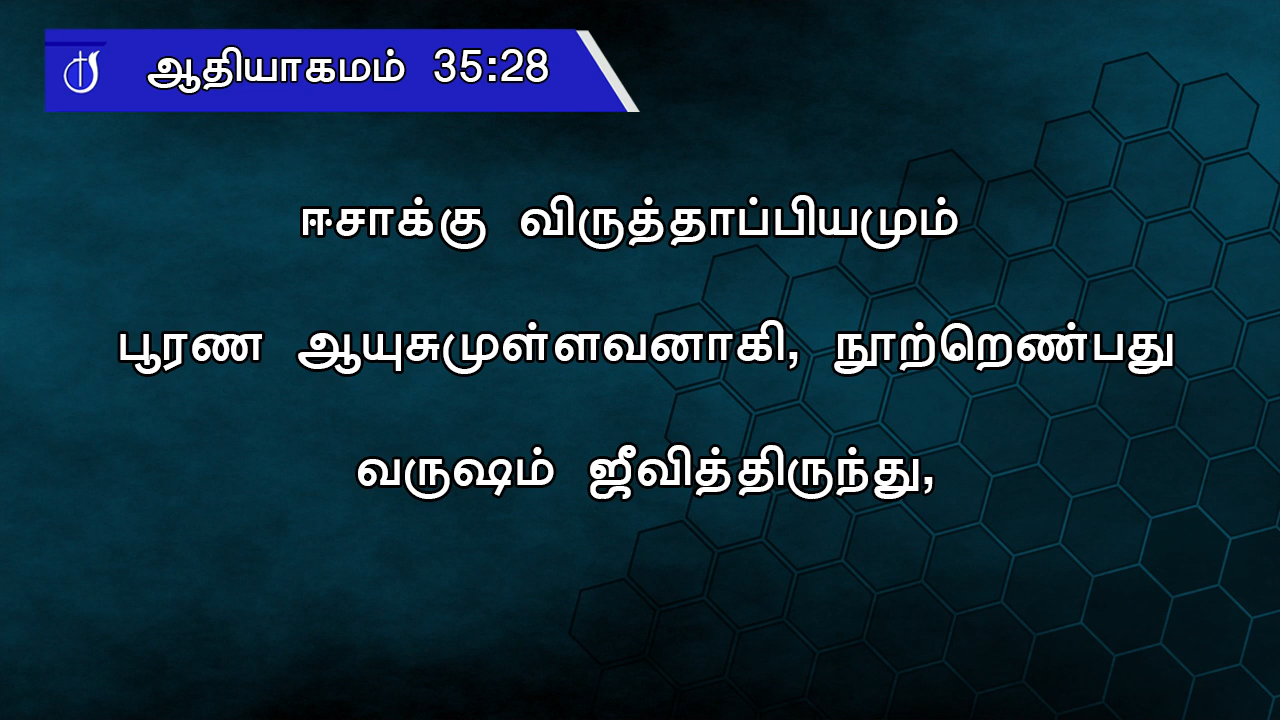 ஆதியாகமம் 35:28
ஈசாக்கு விருத்தாப்பியமும்
பூரண ஆயுசுமுள்ளவனாகி, நூற்றெண்பது
வருஷம் ஜீவித்திருந்து,